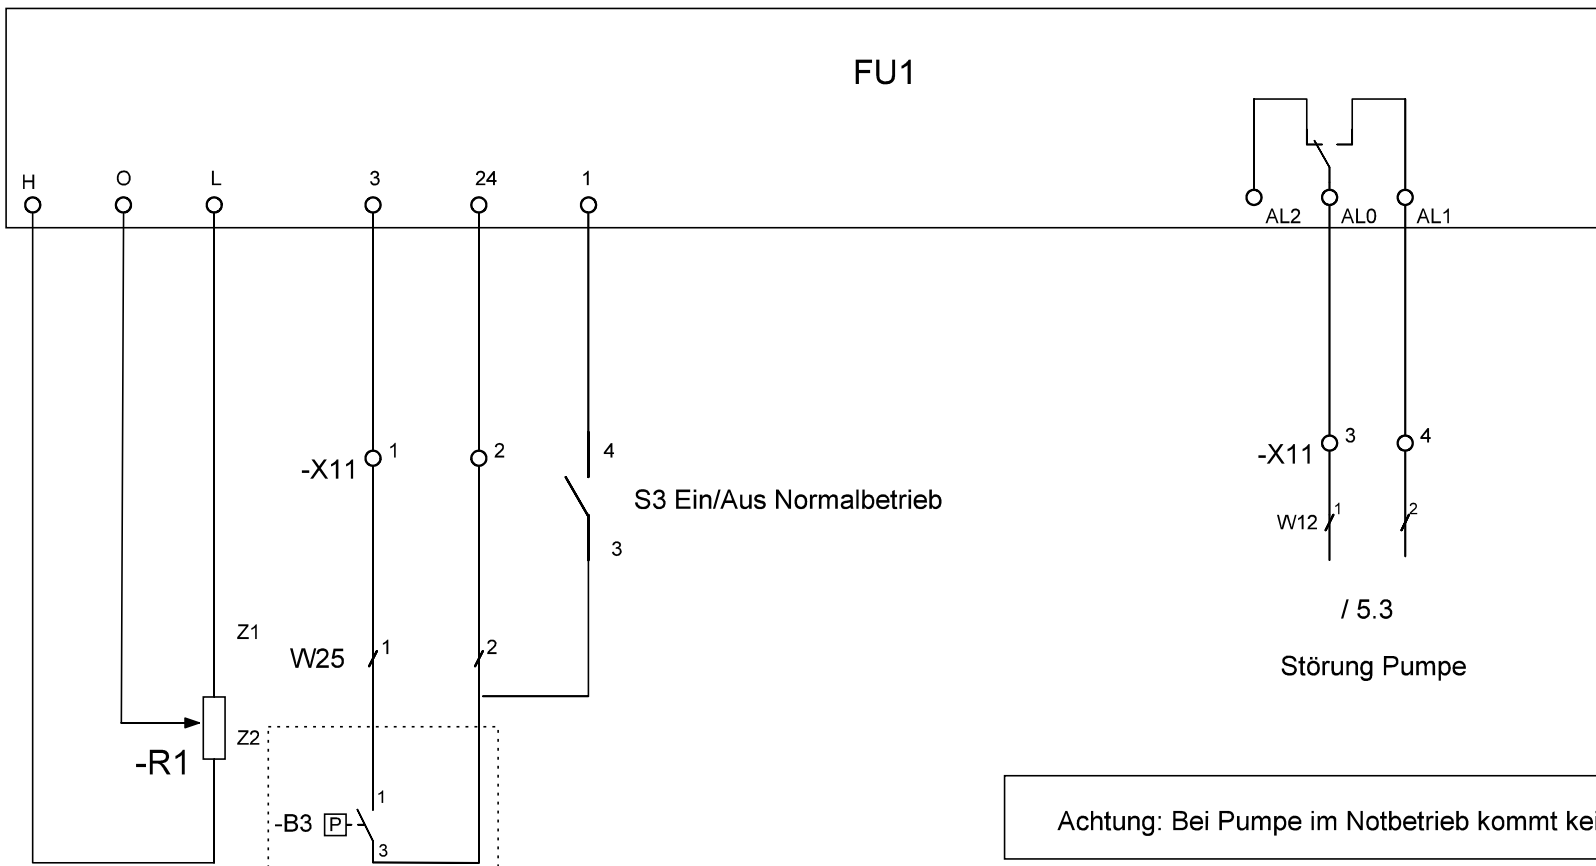 FU1
H O L 3 24 1
AL2 AL0 AL1
-X11 1 2
4
S3 Ein/Aus Normalbetrieb
3
-X11 3 4
W12 1 2
/ 5.3
Störung Pumpe
Z1
W25 1 2
Z2
-R1
-B3 P 1
3
Achtung: Bei Pumpe im Notbetrieb kommt kei